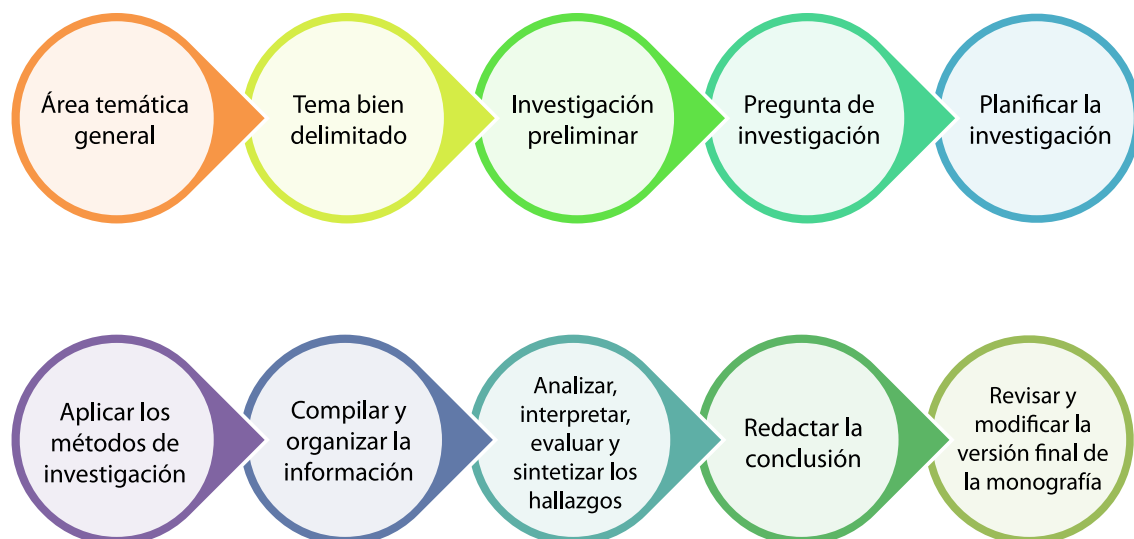 Área temática
general
Tema bien
delimitado
Investigación
preliminar
Pregunta de
investigación
Planificar la
investigación
Aplicar los
métodos de
investigación
Compilar y
organizar la
información
Analizar,
interpretar,
evaluar y
sintetizar los
hallazgos
Redactar la
conclusión
Revisar y
modificar la
versión final de
la monografía